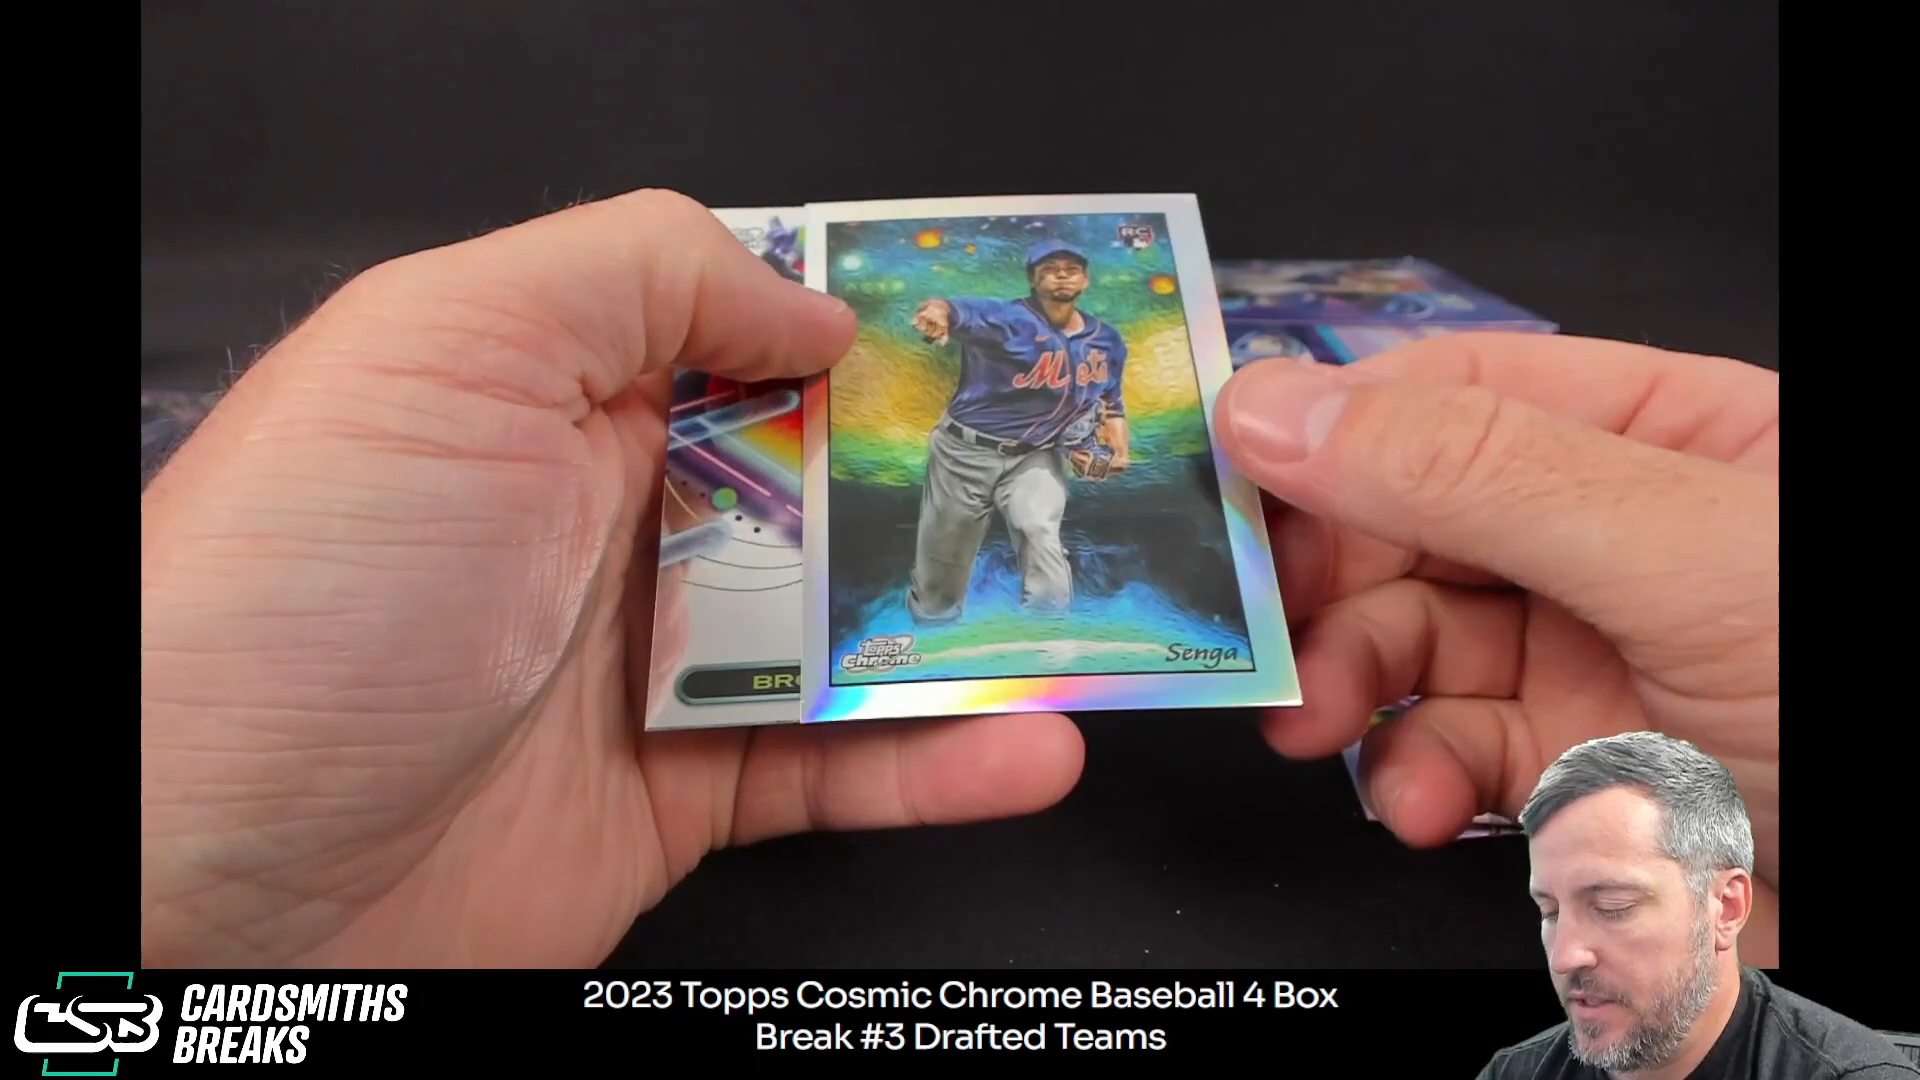 RC
Mets
Topps
Chrome
Senga
BR
CSB
CARDSMITHS
BREAKS
2023 Topps Cosmic Chrome Baseball 4 Box
Break #3 Drafted Teams